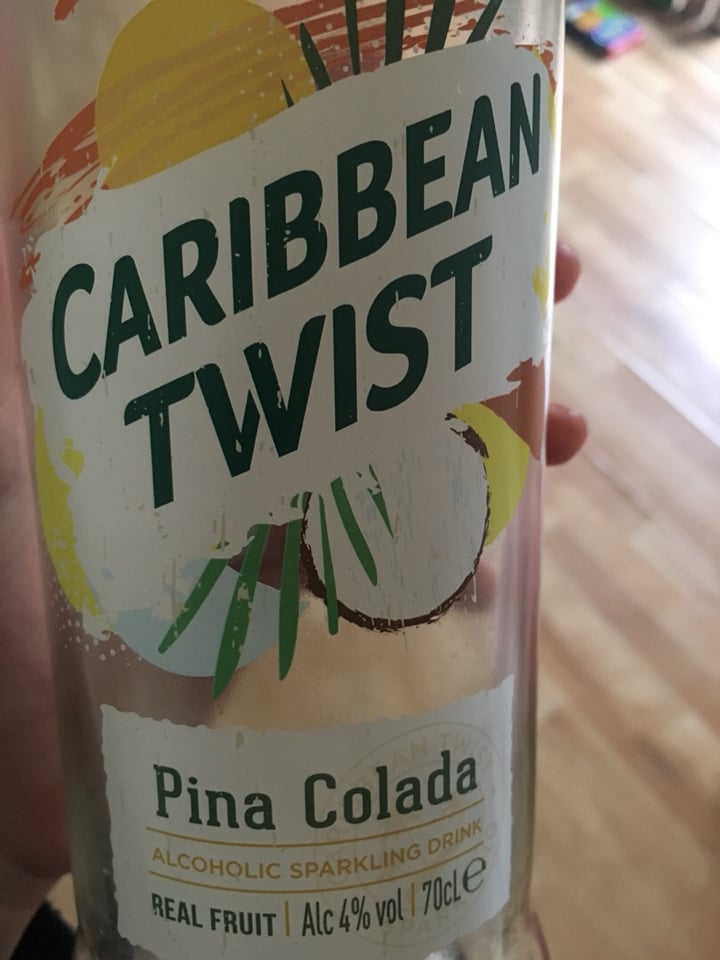 CARIBBEAN
TWIST
Pina Colada
ALCOHOLIC SPARKLING DRINK
REAL FRUIT | Alc 4% vol | 70cL e